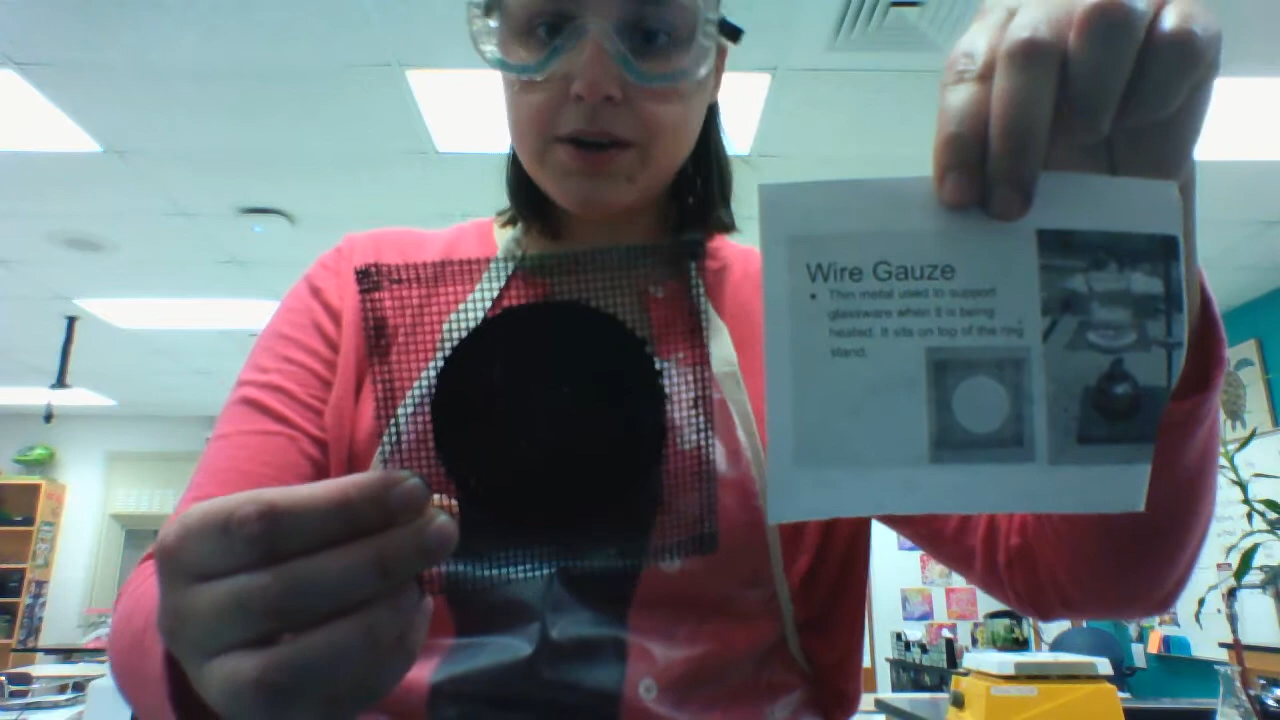 Wire Gauze
• Thin metal used to support
glassware when it is being
heated. It sits on top of the ring
stand.